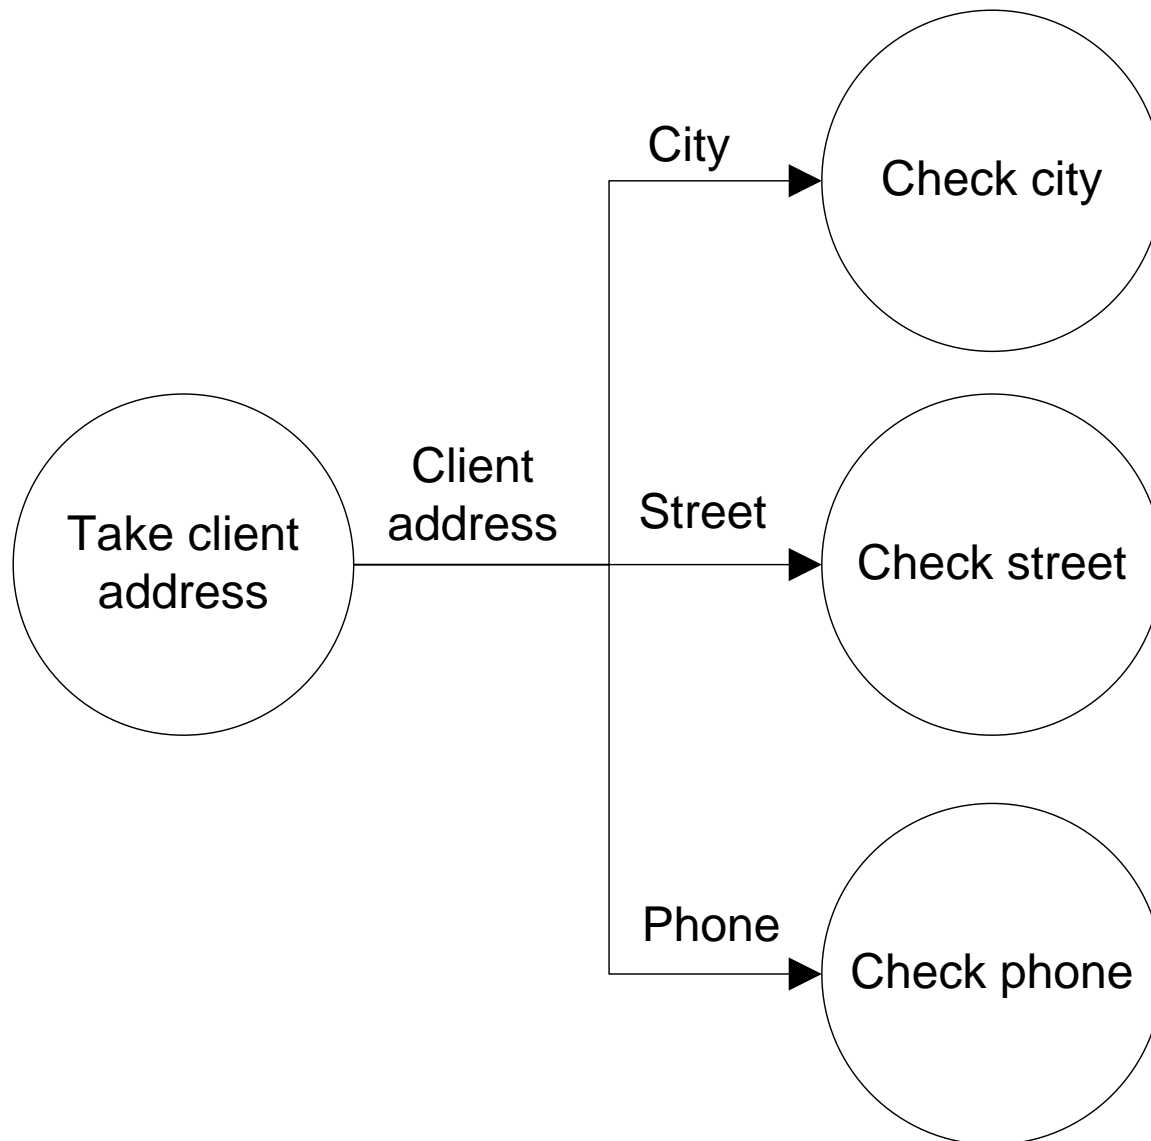 City
Check city
Client
address
Street
Take client
address
Check street
Phone
Check phone